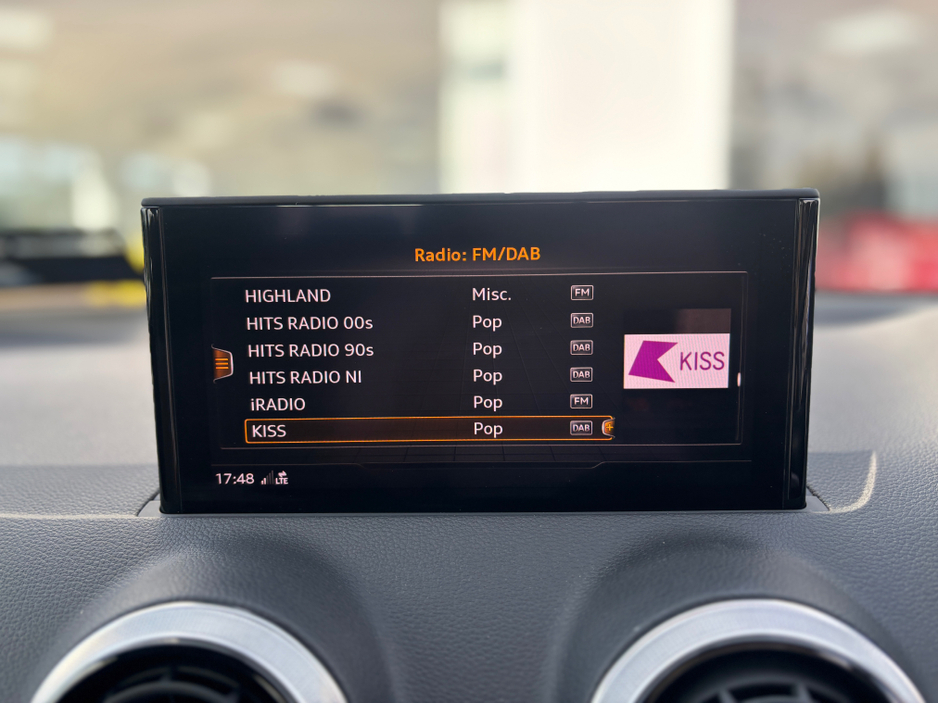 Radio: FM/DAB
HIGHLAND Misc. FM
HITS RADIO 00s Pop DAB
HITS RADIO 90s Pop DAB
HITS RADIO NI Pop DAB
iRADIO Pop FM
KISS Pop DAB
KISS
17:48 LTE